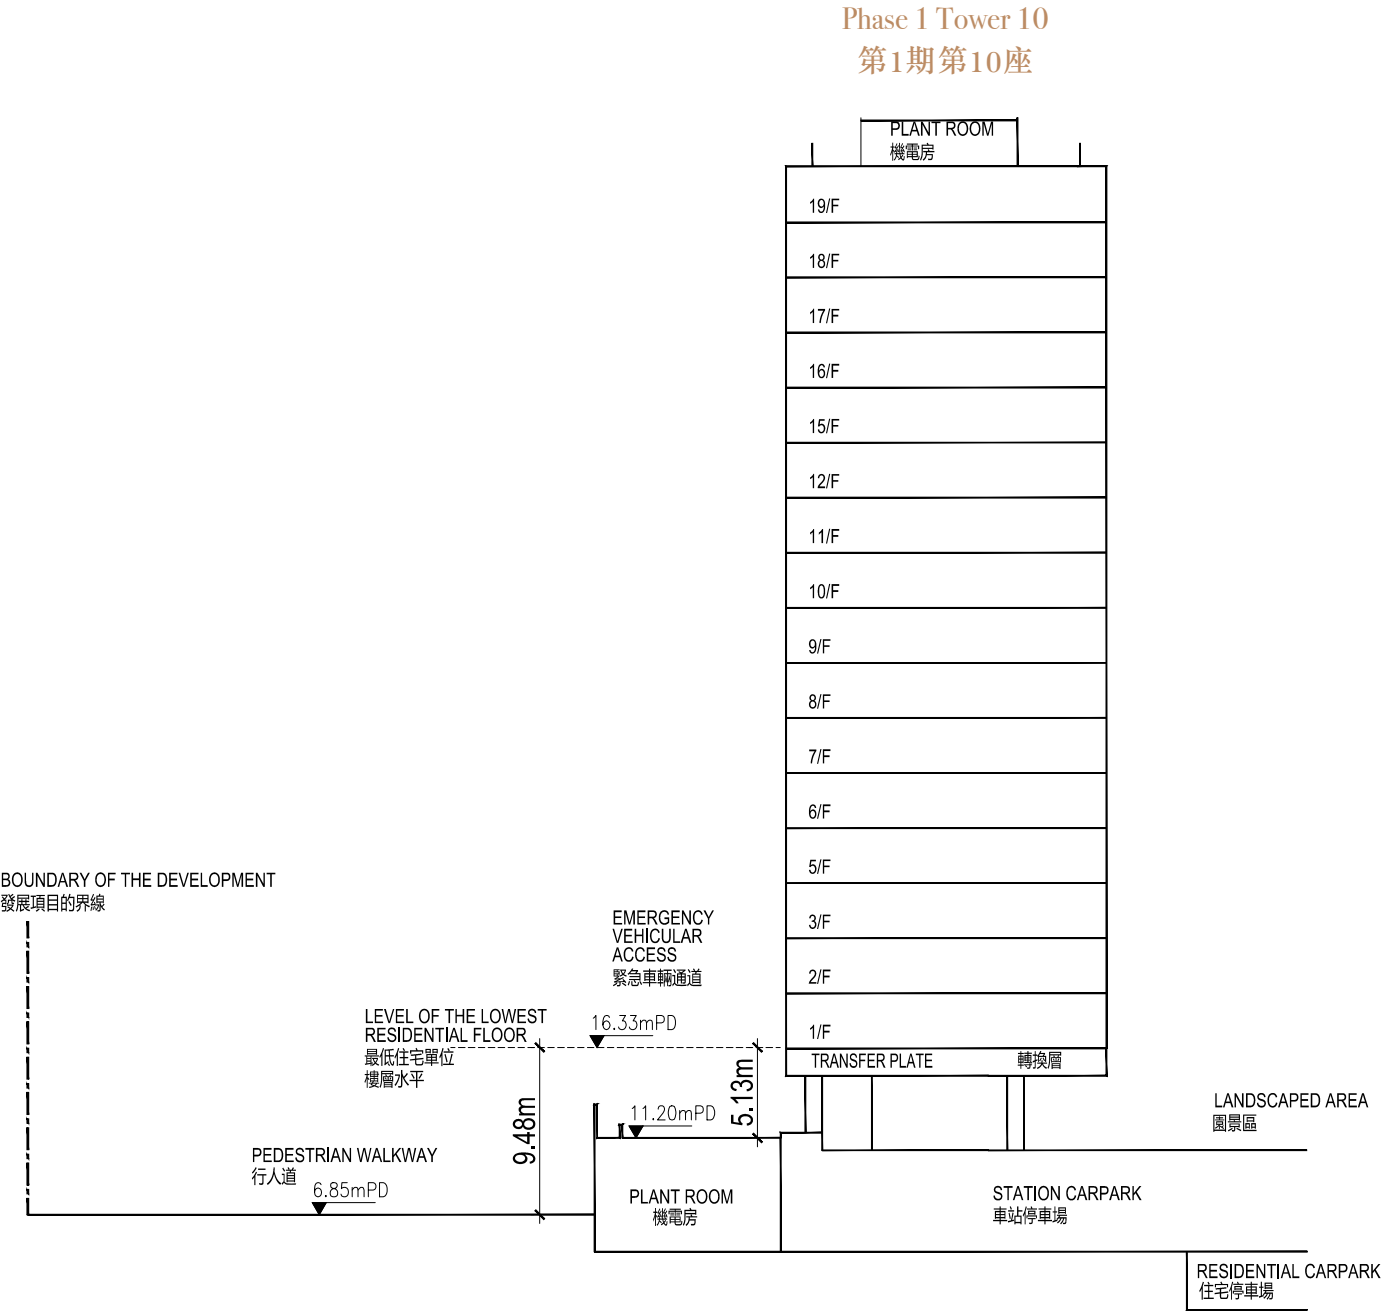 Phase 1 Tower 10
第1期第10座
PLANT ROOM
機電房
19/F
18/F
17/F
16/F
15/F
12/F
11/F
10/F
9/F
8/F
7/F
6/F
5/F
3/F
2/F
1/F
TRANSFER PLATE 轉換層
BOUNDARY OF THE DEVELOPMENT
發展項目的界線
EMERGENCY
VEHICULAR
ACCESS
緊急車輛通道
LEVEL OF THE LOWEST
RESIDENTIAL FLOOR
最低住宅單位
樓層水平
16.33mPD
5.13m
9.48m
11.20mPD
PEDESTRIAN WALKWAY
行人道
6.85mPD
PLANT ROOM
機電房
LANDSCAPED AREA
園景區
STATION CARPARK
車站停車場
RESIDENTIAL CARPARK
住宅停車場